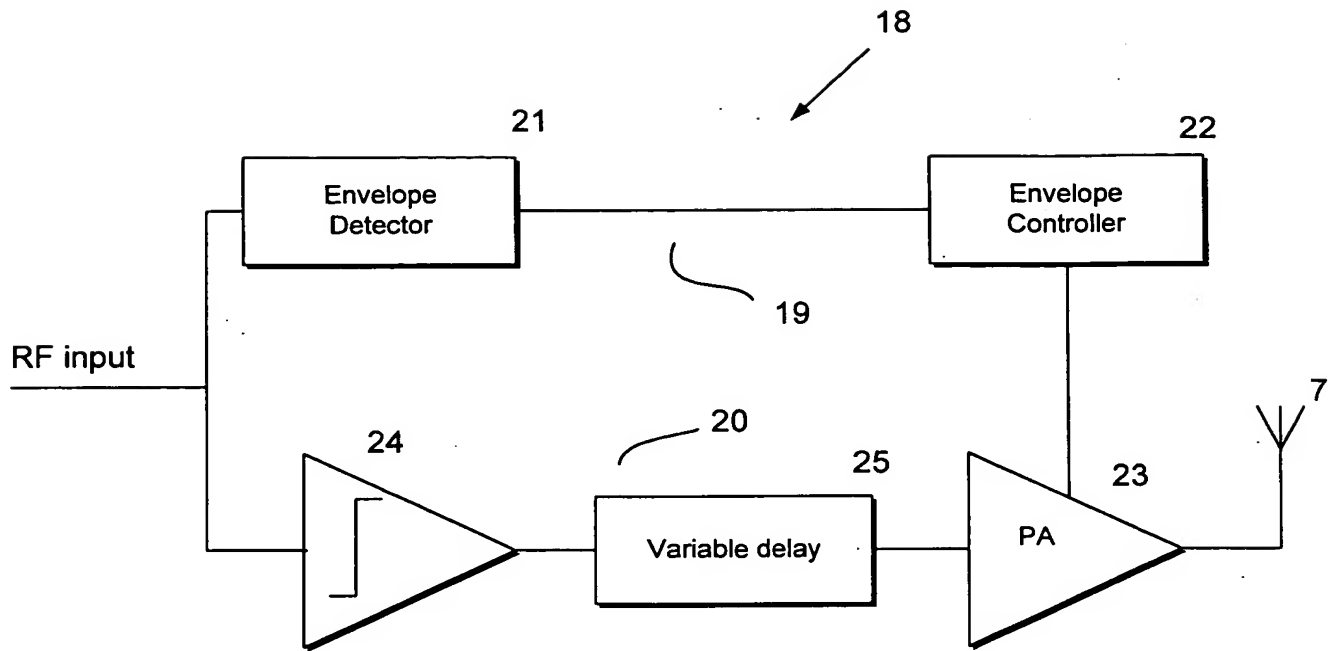 18
21
22
Envelope
Detector
Envelope
Controller
19
RF input
7
20
24
25
23
Variable delay
PA